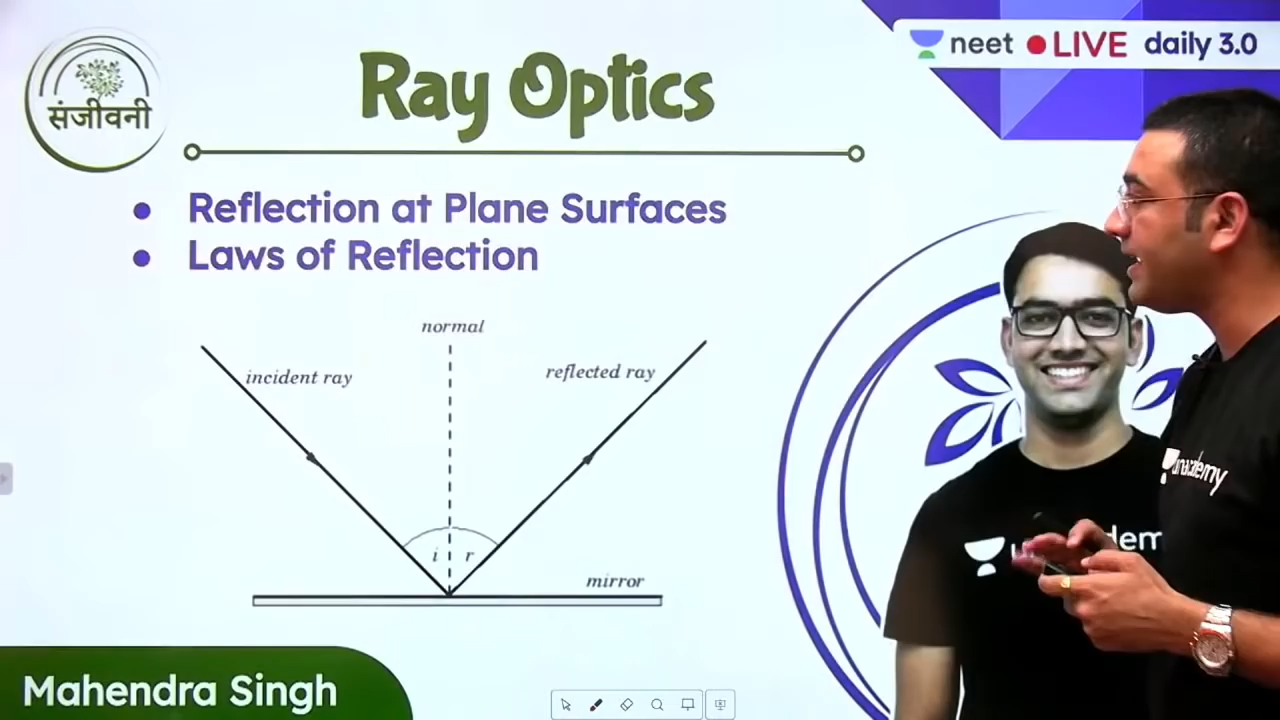 संजीवनी
Ray Optics
neet LIVE daily 3.0
Reflection at Plane Surfaces
Laws of Reflection
normal
incident ray
reflected ray
i
r
mirror
unacademy
Mahendra Singh